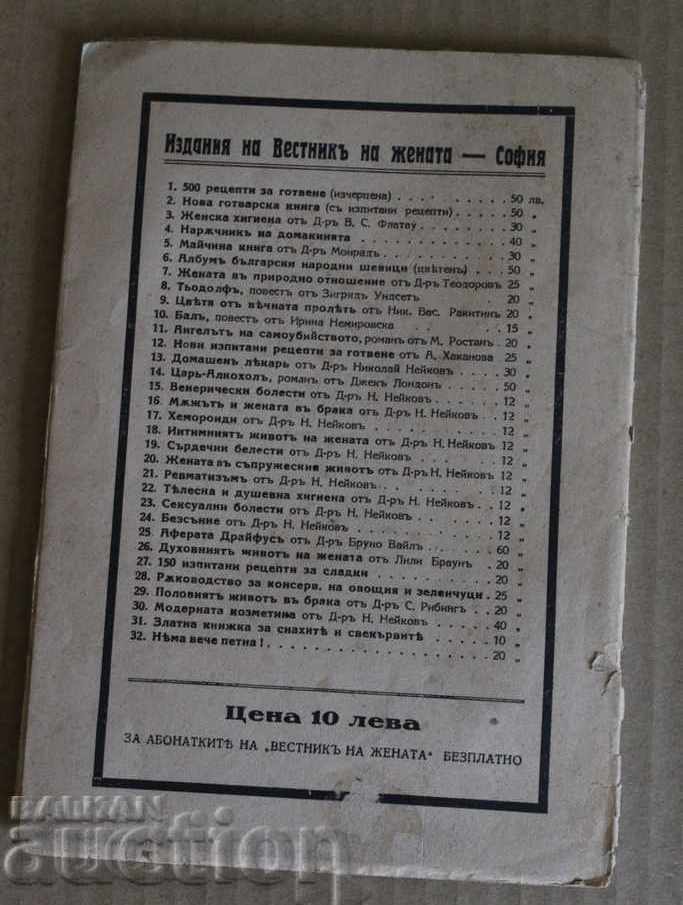 Издания на Вестникъ на жената — София
1. 500 рецепти за готвене (изчерпена) . . . . . . . . 50 лв.
2. Нова готварска книга (съ изпитани рецепти) . . . . . 50 „
3. Женска хигиена отъ Д-ръ В. С. Флатау . . . . . . 30 „
4. Нарѫчникъ на домакинята . . . . . . . . . 40 „
5. Майчина книга отъ Д-ръ Монрадъ . . . . . . . 30 „
6. Албумъ български народни шевици (цвѣтенъ) . . . 50 „
7. Жената въ природно отношение отъ Д-ръ Теодоровъ 25 „
8. Тьодолфъ, повесть отъ Зигридъ Ундсетъ 20 „
9. Цвѣтя отъ вѣчната пролѣть отъ Ник. Вас. Ракитинъ 20 „
10. Балъ, повесть отъ Ирина Немировска . . . 15 „
11. Ангелътъ на самоубийството, романъ отъ М. Ростанъ . 20 „
12. Нови изпитани рецепти за готвене отъ А. Хаканова 25 „
13. Домашенъ лѣкарь отъ Д-ръ Николай Нейковъ . . . . 30 „
14. Царь-Алкохолъ, романъ отъ Джекъ Лондонъ . . . . 50 „
15. Венерически болести отъ Д-ръ Н. Нейковъ . . . . . 12 „
16. Мѫжътъ и жената въ брака отъ Д-ръ Н. Нейковъ . . 12 „
17. Хемороиди отъ Д-ръ Н. Нейковъ . . . . . . . 12 „
18. Интимниятъ животъ на жената отъ Д-ръ Н. Нейковъ 12 „
19. Сърдечни белести отъ Д-ръ Н. Нейковъ . . . . . 12 „
20. Жената въ съпружеския животъ отъ Д-ръ Н. Нейковъ 12 „
21. Ревматизъмъ отъ Д-ръ Н. Нейковъ . . . . . . . 12 „
22. Тѣлесна и душевна хигиена отъ Д-ръ Н. Нейковъ . . 12 „
23. Сексуални болести отъ Д-ръ Н. Нейковъ . . . . . 12 „
24. Безсъние отъ Д-ръ Н. Нейковъ . . . . . . . . 12 „
25. Аферата Драйфусъ отъ Д-ръ Бруно Вайлъ . . . . . 60 „
26. Духовниятъ животъ на жената отъ Лили Браунъ . . 20 „
27. 150 изпитани рецепти за сладки . . . . . . . . 20 „
28. Рѫководство за консерв. на овощия и зеленчуци . 25 „
29. Половиятъ животъ въ брака отъ Д-ръ С. Рибингъ . . 20 „
30. Модерната козметика отъ Д-ръ Н. Нейковъ . . . . 40 „
31. Златна книжка за снахитѣ и свекървитѣ . . . . . 10 „
32. Нѣма вече петна! . . . . . . . . . . . . 20 „
Цена 10 лева
ЗА АБОНАТКИТѢ НА „ВЕСТНИКЪ НА ЖЕНАТА“ БЕЗПЛАТНО
БАЛКАН
auction